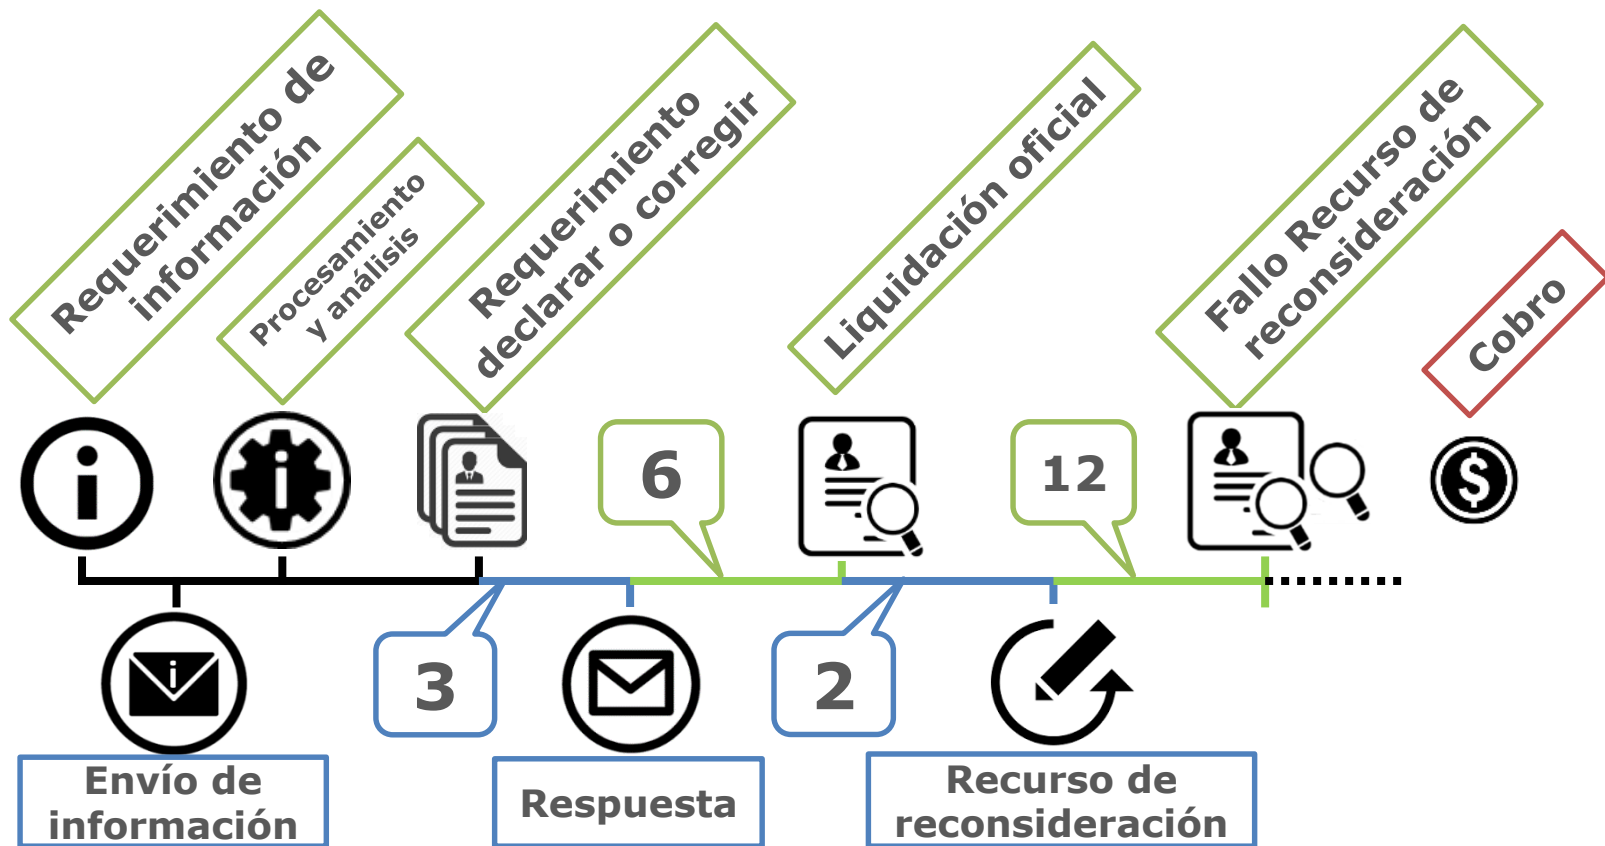 Requerimiento de
información
Procesamiento
y análisis
Requerimiento
declarar o corregir
Liquidación oficial
Fallo Recurso de
reconsideración
Cobro
6
12
3
2
Envío de
información
Respuesta
Recurso de
reconsideración